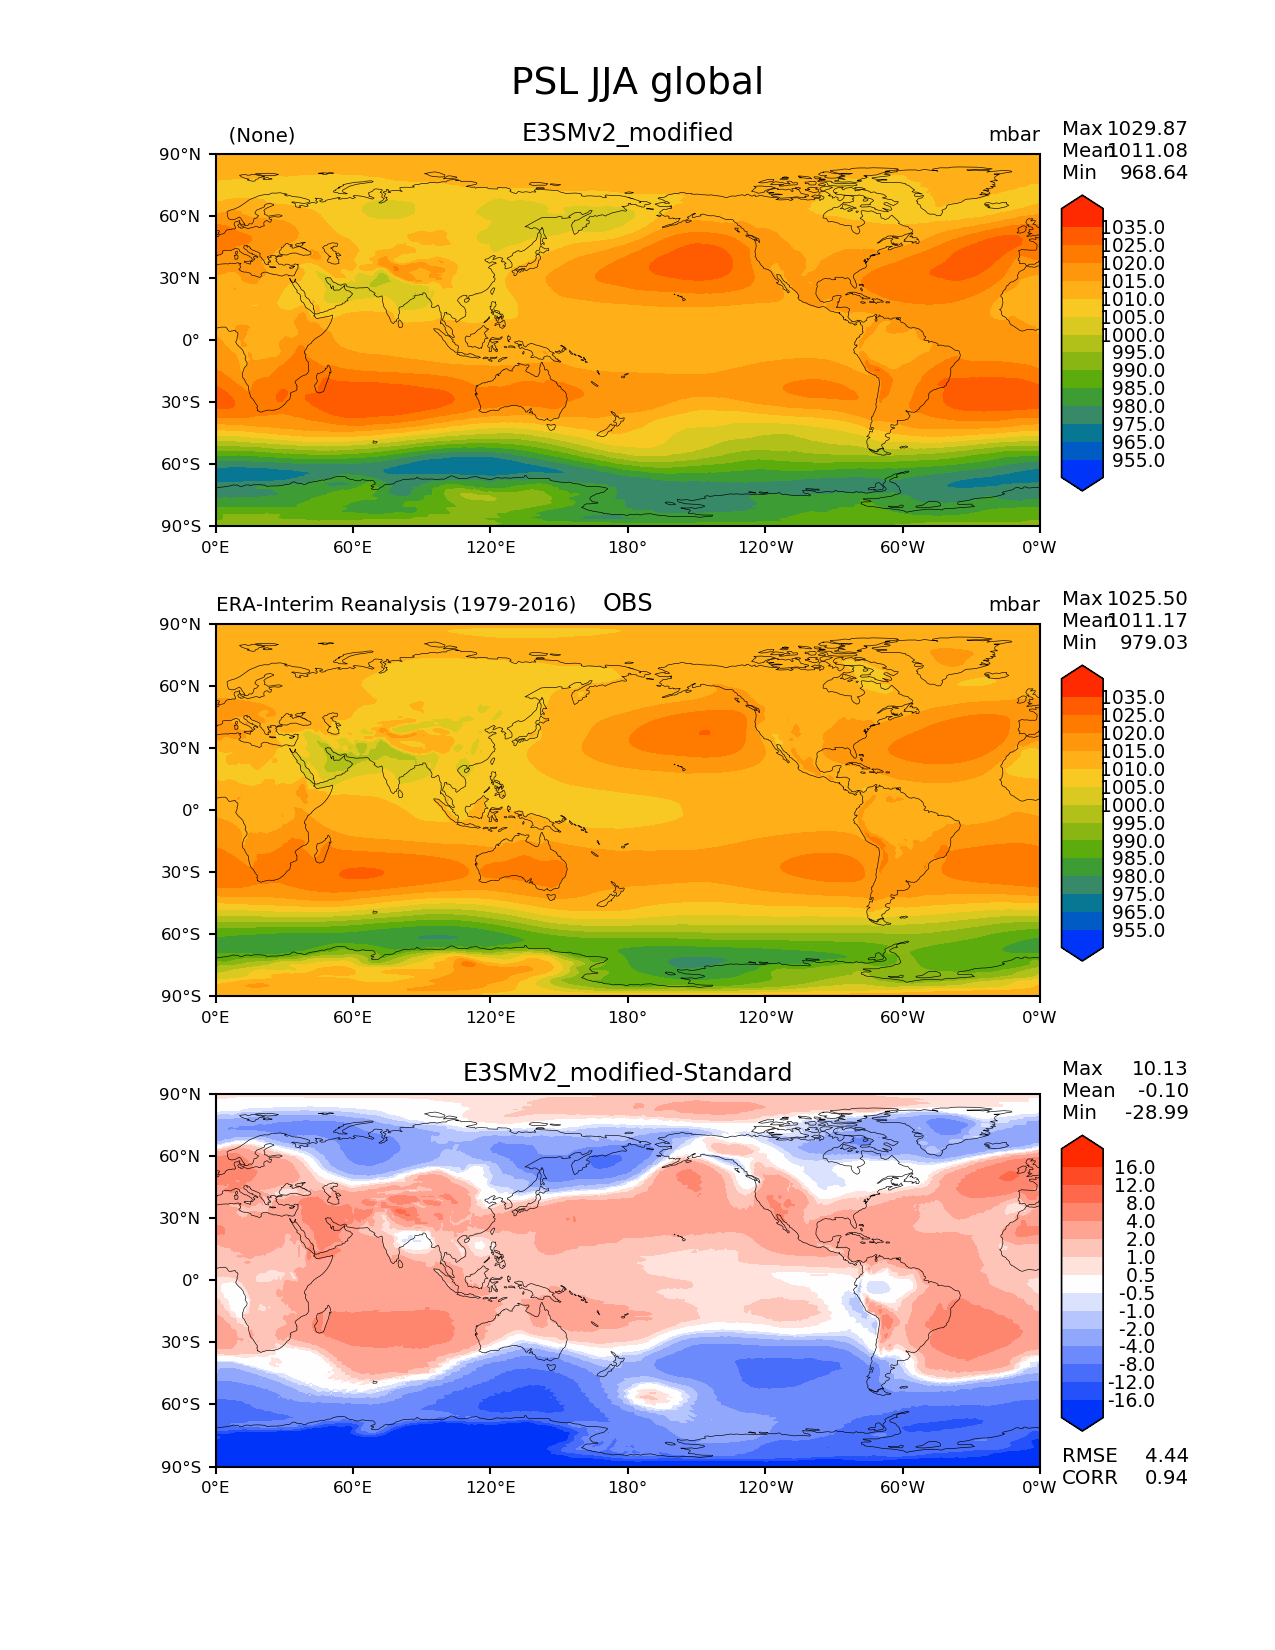 PSL JJA global
(None) E3SMv2_modified mbar
Max 1029.87
Mean 1011.08
Min 968.64
90°N
60°N
30°N
0°
30°S
60°S
90°S
0°E 60°E 120°E 180° 120°W 60°W 0°W
1035.0
1025.0
1020.0
1015.0
1010.0
1005.0
1000.0
995.0
990.0
985.0
980.0
975.0
965.0
955.0
ERA-Interim Reanalysis (1979-2016) OBS mbar
Max 1025.50
Mean 1011.17
Min 979.03
90°N
60°N
30°N
0°
30°S
60°S
90°S
0°E 60°E 120°E 180° 120°W 60°W 0°W
1035.0
1025.0
1020.0
1015.0
1010.0
1005.0
1000.0
995.0
990.0
985.0
980.0
975.0
965.0
955.0
E3SMv2_modified-Standard
Max 10.13
Mean -0.10
Min -28.99
90°N
60°N
30°N
0°
30°S
60°S
90°S
0°E 60°E 120°E 180° 120°W 60°W 0°W
16.0
12.0
8.0
4.0
2.0
1.0
0.5
-0.5
-1.0
-2.0
-4.0
-8.0
-12.0
-16.0
RMSE 4.44
CORR 0.94